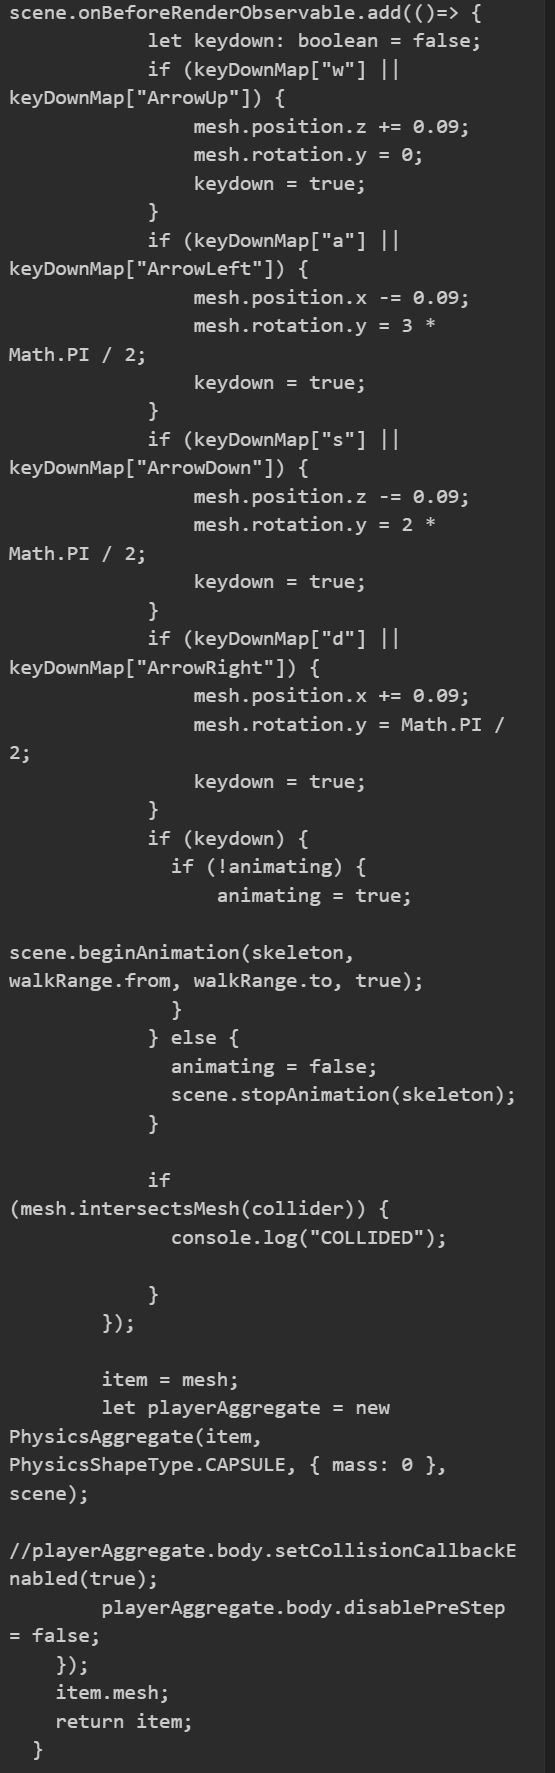 scene.onBeforeRenderObservable.add(()=> {
            let keydown: boolean = false;
            if (keyDownMap["w"] ||
keyDownMap["ArrowUp"]) {
                mesh.position.z += 0.09;
                mesh.rotation.y = 0;
                keydown = true;
            }
            if (keyDownMap["a"] ||
keyDownMap["ArrowLeft"]) {
                mesh.position.x -= 0.09;
                mesh.rotation.y = 3 *
Math.PI / 2;
                keydown = true;
            }
            if (keyDownMap["s"] ||
keyDownMap["ArrowDown"]) {
                mesh.position.z -= 0.09;
                mesh.rotation.y = 2 *
Math.PI / 2;
                keydown = true;
            }
            if (keyDownMap["d"] ||
keyDownMap["ArrowRight"]) {
                mesh.position.x += 0.09;
                mesh.rotation.y = Math.PI /
2;
                keydown = true;
            }
            if (keydown) {
              if (!animating) {
                  animating = true;

scene.beginAnimation(skeleton,
walkRange.from, walkRange.to, true);
              }
            } else {
              animating = false;
              scene.stopAnimation(skeleton);
            }

            if
(mesh.intersectsMesh(collider)) {
              console.log("COLLIDED");

            }
        });

        item = mesh;
        let playerAggregate = new
PhysicsAggregate(item,
PhysicsShapeType.CAPSULE, { mass: 0 },
scene);

//playerAggregate.body.setCollisionCallbackE
nabled(true);
        playerAggregate.body.disablePreStep
= false;
    });
    item.mesh;
    return item;
  }